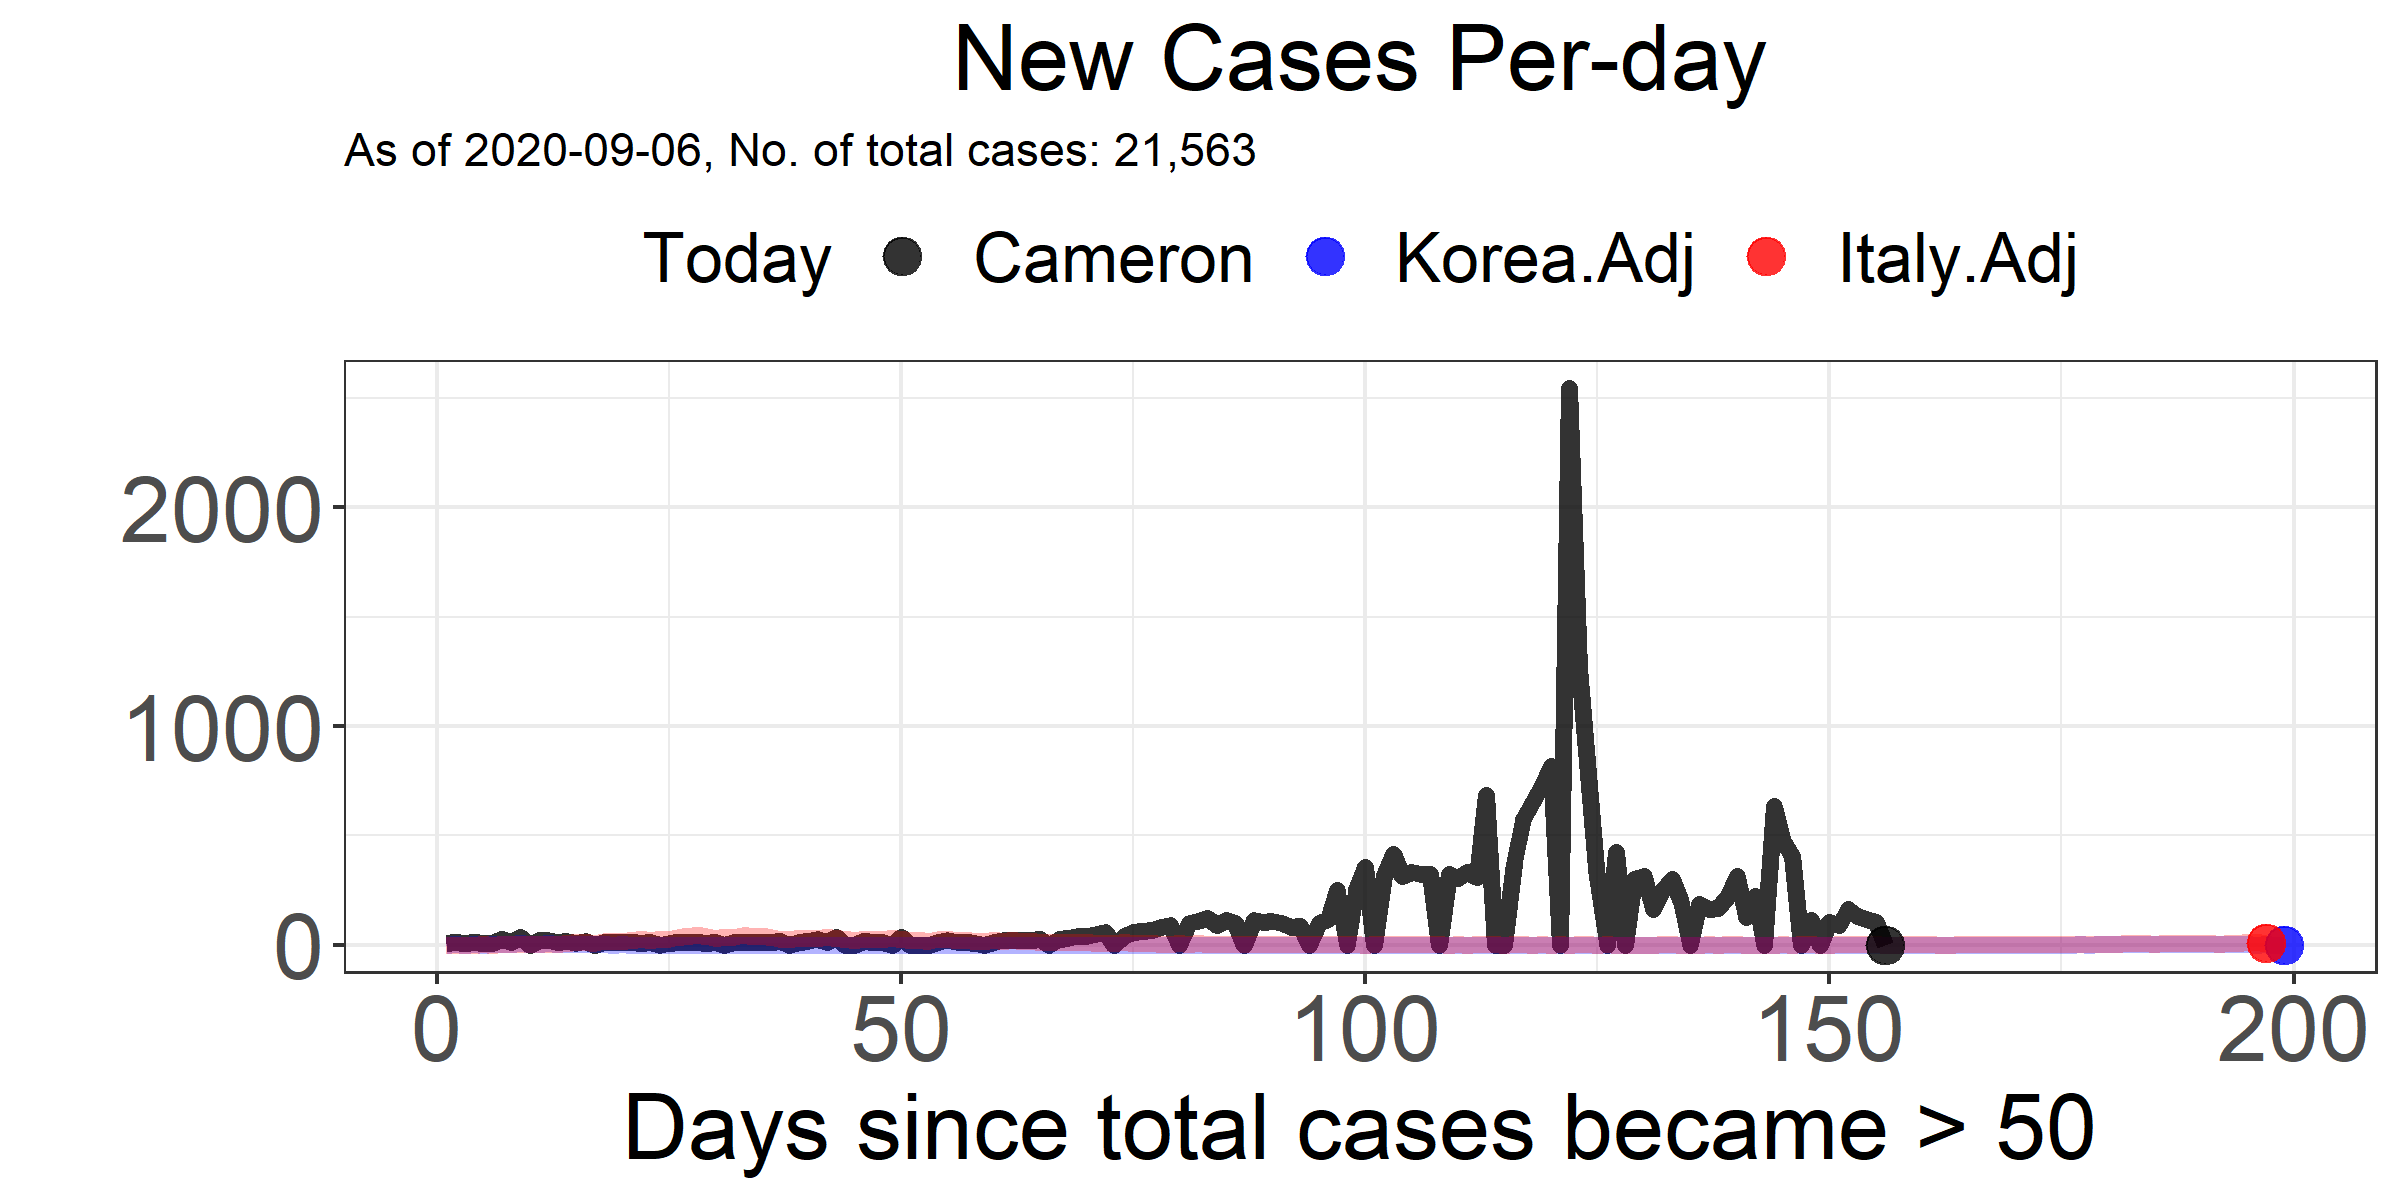 New Cases Per-day
As of 2020-09-06, No. of total cases: 21,563
Today Cameron Korea.Adj Italy.Adj
2000
1000
0
0 50 100 150 200
Days since total cases became > 50